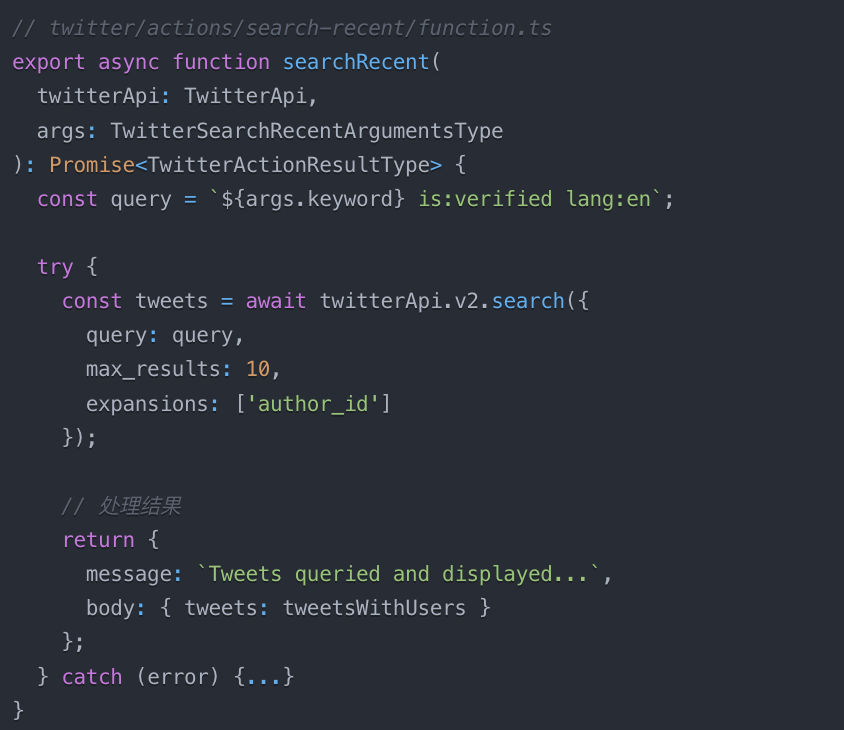 // twitter/actions/search-recent/function.ts
export async function searchRecent(
  twitterApi: TwitterApi,
  args: TwitterSearchRecentArgumentsType
): Promise<TwitterActionResultType> {
  const query = `${args.keyword} is:verified lang:en`;

  try {
    const tweets = await twitterApi.v2.search({
      query: query,
      max_results: 10,
      expansions: ['author_id']
    });

    // 处理结果
    return {
      message: `Tweets queried and displayed...`,
      body: { tweets: tweetsWithUsers }
    };
  } catch (error) {...}
}